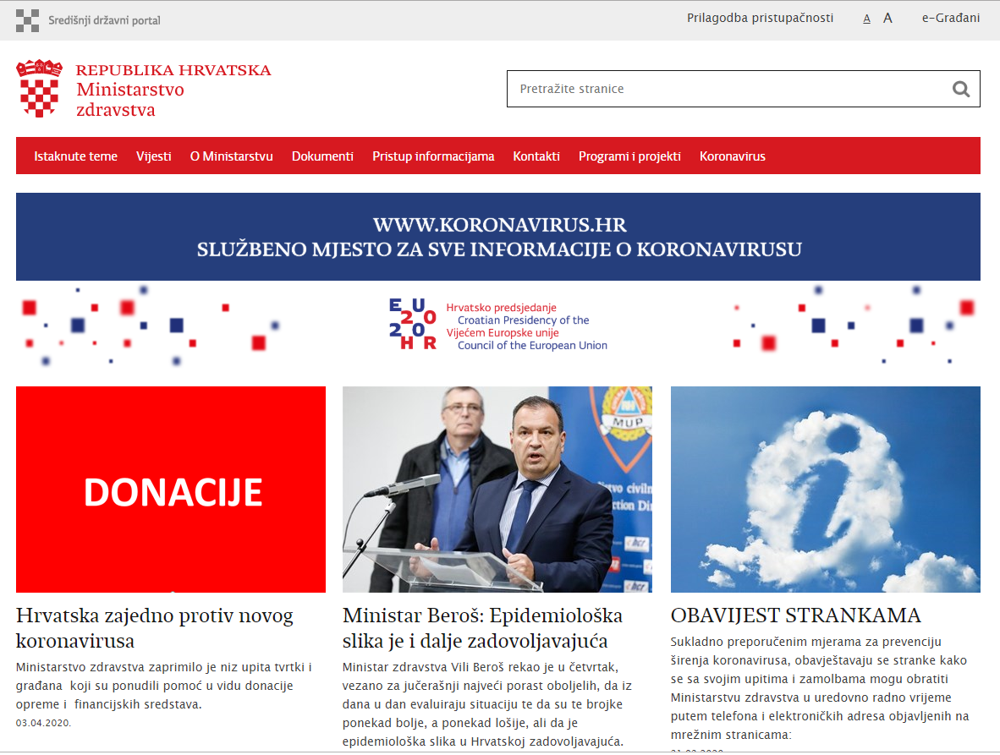 Središnji državni portal
Prilagodba pristupačnosti A A e-Građani
REPUBLIKA HRVATSKA
Ministarstvo
zdravstva
Pretražite stranice
Istaknute teme Vijesti O Ministarstvu Dokumenti Pristup informacijama Kontakti Programi i projekti Koronavirus
WWW.KORONAVIRUS.HR
SLUŽBENO MJESTO ZA SVE INFORMACIJE O KORONAVIRUSU
EU
20
20
HR
Hrvatsko predsjedanje
Croatian Presidency of the
Vijećem Europske unije
Council of the European Union
DONACIJE
Hrvatska zajedno protiv novog
koronavirusa
Ministarstvo zdravstva zaprimilo je niz upita tvrtki i
građana koji su ponudili pomoć u vidu donacije
opreme i financijskih sredstava.
03.04.2020.
MUP
Ministar Beroš: Epidemiološka
slika je i dalje zadovoljavajuća
Ministar zdravstva Vili Beroš rekao je u četvrtak,
vezano za jučerašnji najveći porast oboljelih, da iz
dana u dan evaluiraju situaciju te da su te brojke
ponekad bolje, a ponekad lošije, ali da je
epidemiološka slika u Hrvatskoj zadovoljavajuća.
OBAVIJEST STRANKAMA
Sukladno preporučenim mjerama za prevenciju
širenja koronavirusa, obavještavaju se stranke kako
se sa svojim upitima i zamolbama mogu obratiti
Ministarstvu zdravstva u uredovno radno vrijeme
putem telefona i elektroničkih adresa objavljenih na
mrežnim stranicama: